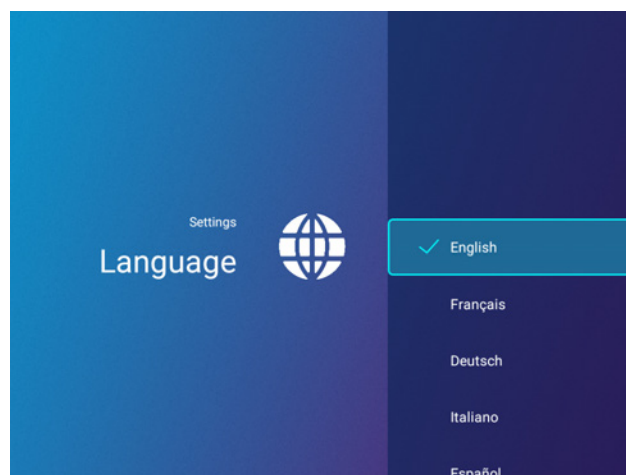 Settings
Language
English
Français
Deutsch
Italiano
Español